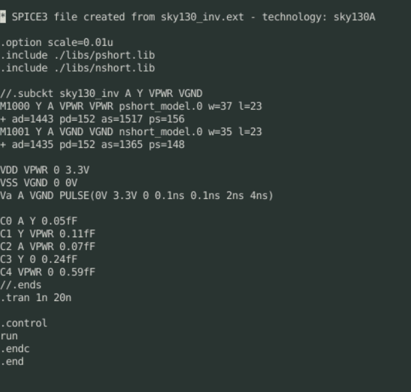 * SPICE3 file created from sky130_inv.ext - technology: sky130A
.option scale=0.01u
.include ./libs/pshort.lib
.include ./libs/nshort.lib
//.subckt sky130_inv A Y VPWR VGND
M1000 Y A VPWR VPWR pshort_model.0 w=37 l=23
+ ad=1443 pd=152 as=1517 ps=156
M1001 Y A VGND VGND nshort_model.0 w=35 l=23
+ ad=1435 pd=152 as=1365 ps=148
VDD VPWR 0 3.3V
VSS VGND 0 0V
Va A VGND PULSE(0V 3.3V 0 0.1ns 0.1ns 2ns 4ns)
C0 A Y 0.05fF
C1 Y VPWR 0.11fF
C2 A VPWR 0.07fF
C3 Y 0 0.24fF
C4 VPWR 0 0.59fF
//.ends
.tran 1n 20n
.control
run
.endc
.end